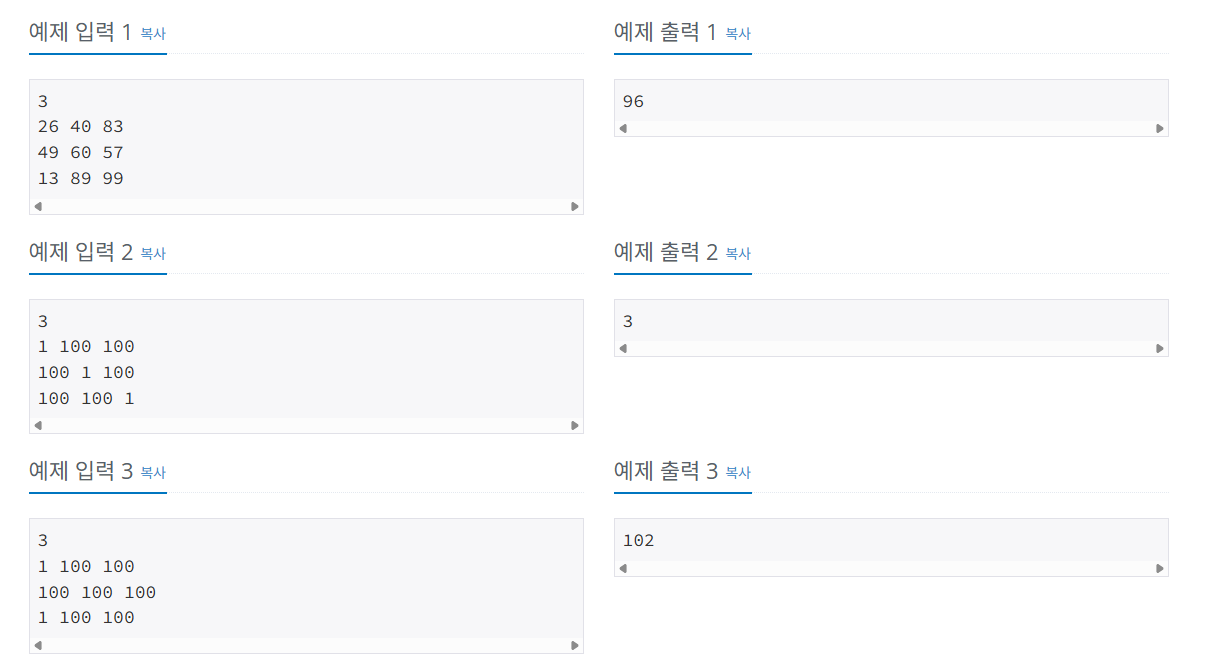 예제 입력 1 복사
3
26 40 83
49 60 57
13 89 99
예제 출력 1 복사
96
예제 입력 2 복사
3
1 100 100
100 1 100
100 100 1
예제 출력 2 복사
3
예제 입력 3 복사
3
1 100 100
100 100 100
1 100 100
예제 출력 3 복사
102